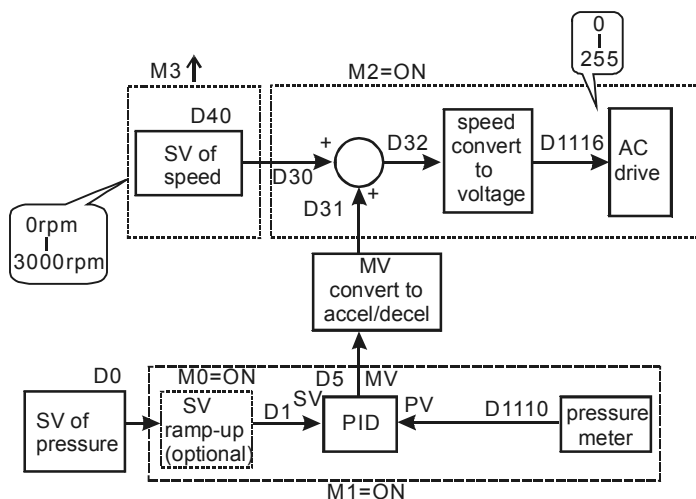 0
255
M3
M2=ON
D40
SV of
speed
+
D30
D32
speed
convert
to
voltage
D1116
AC
drive
+
D31
0rpm
3000rpm
MV
convert to
accel/decel
D0
M0=ON
D5
MV
SV of
pressure
SV
ramp-up
(optional)
D1
SV
PID
PV
D1110
pressure
meter
M1=ON